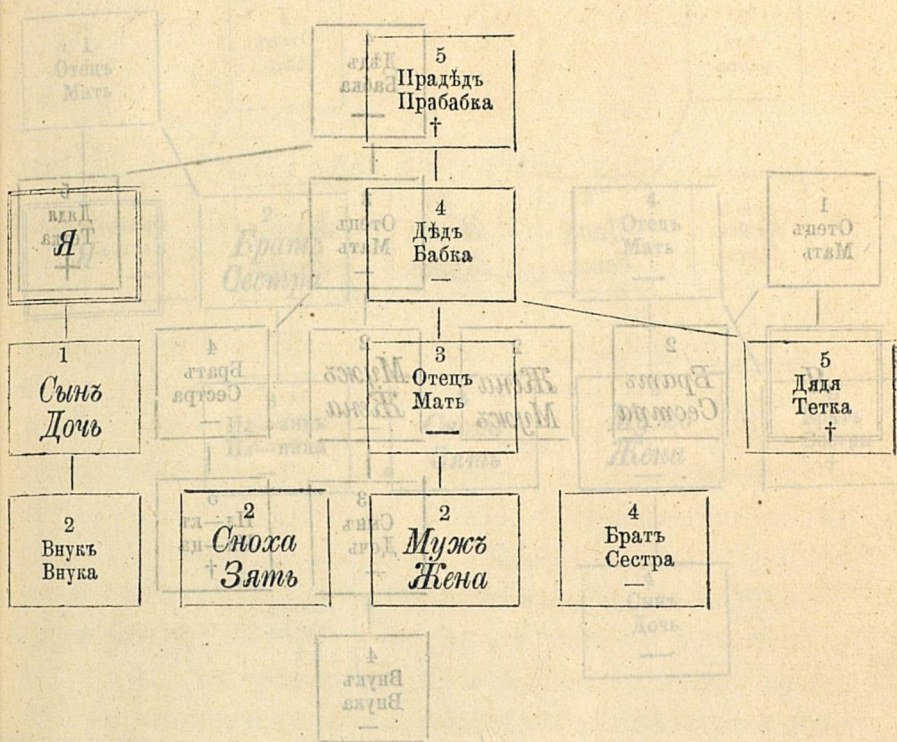 5
Прадѣдъ
Прабабка
†
Я
4
Дѣдъ
Бабка
—
1
Сынъ
Дочь
3
Отецъ
Мать
—
5
Дядя
Тетка
†
2
Внукъ
Внука
2
Сноха
Зять
2
Мужъ
Жена
4
Братъ
Сестра
—